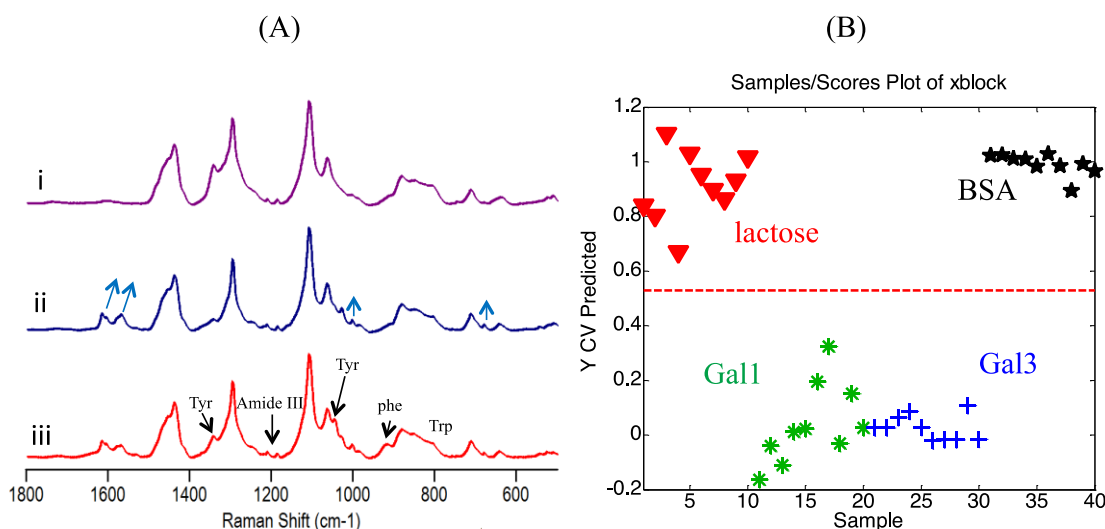 (A)
(B)
i
ii
iii
Tyr
Amide III
Tyr
phe
Trp
1800
1600
1400
1200
1000
800
600
Raman Shift (cm-1)
Samples/Scores Plot of xblock
1.2
1
0.8
0.6
0.4
0.2
0
-0.2
Y CV Predicted
lactose
BSA
Gal1
Gal3
5
10
15
20
25
30
35
40
Sample